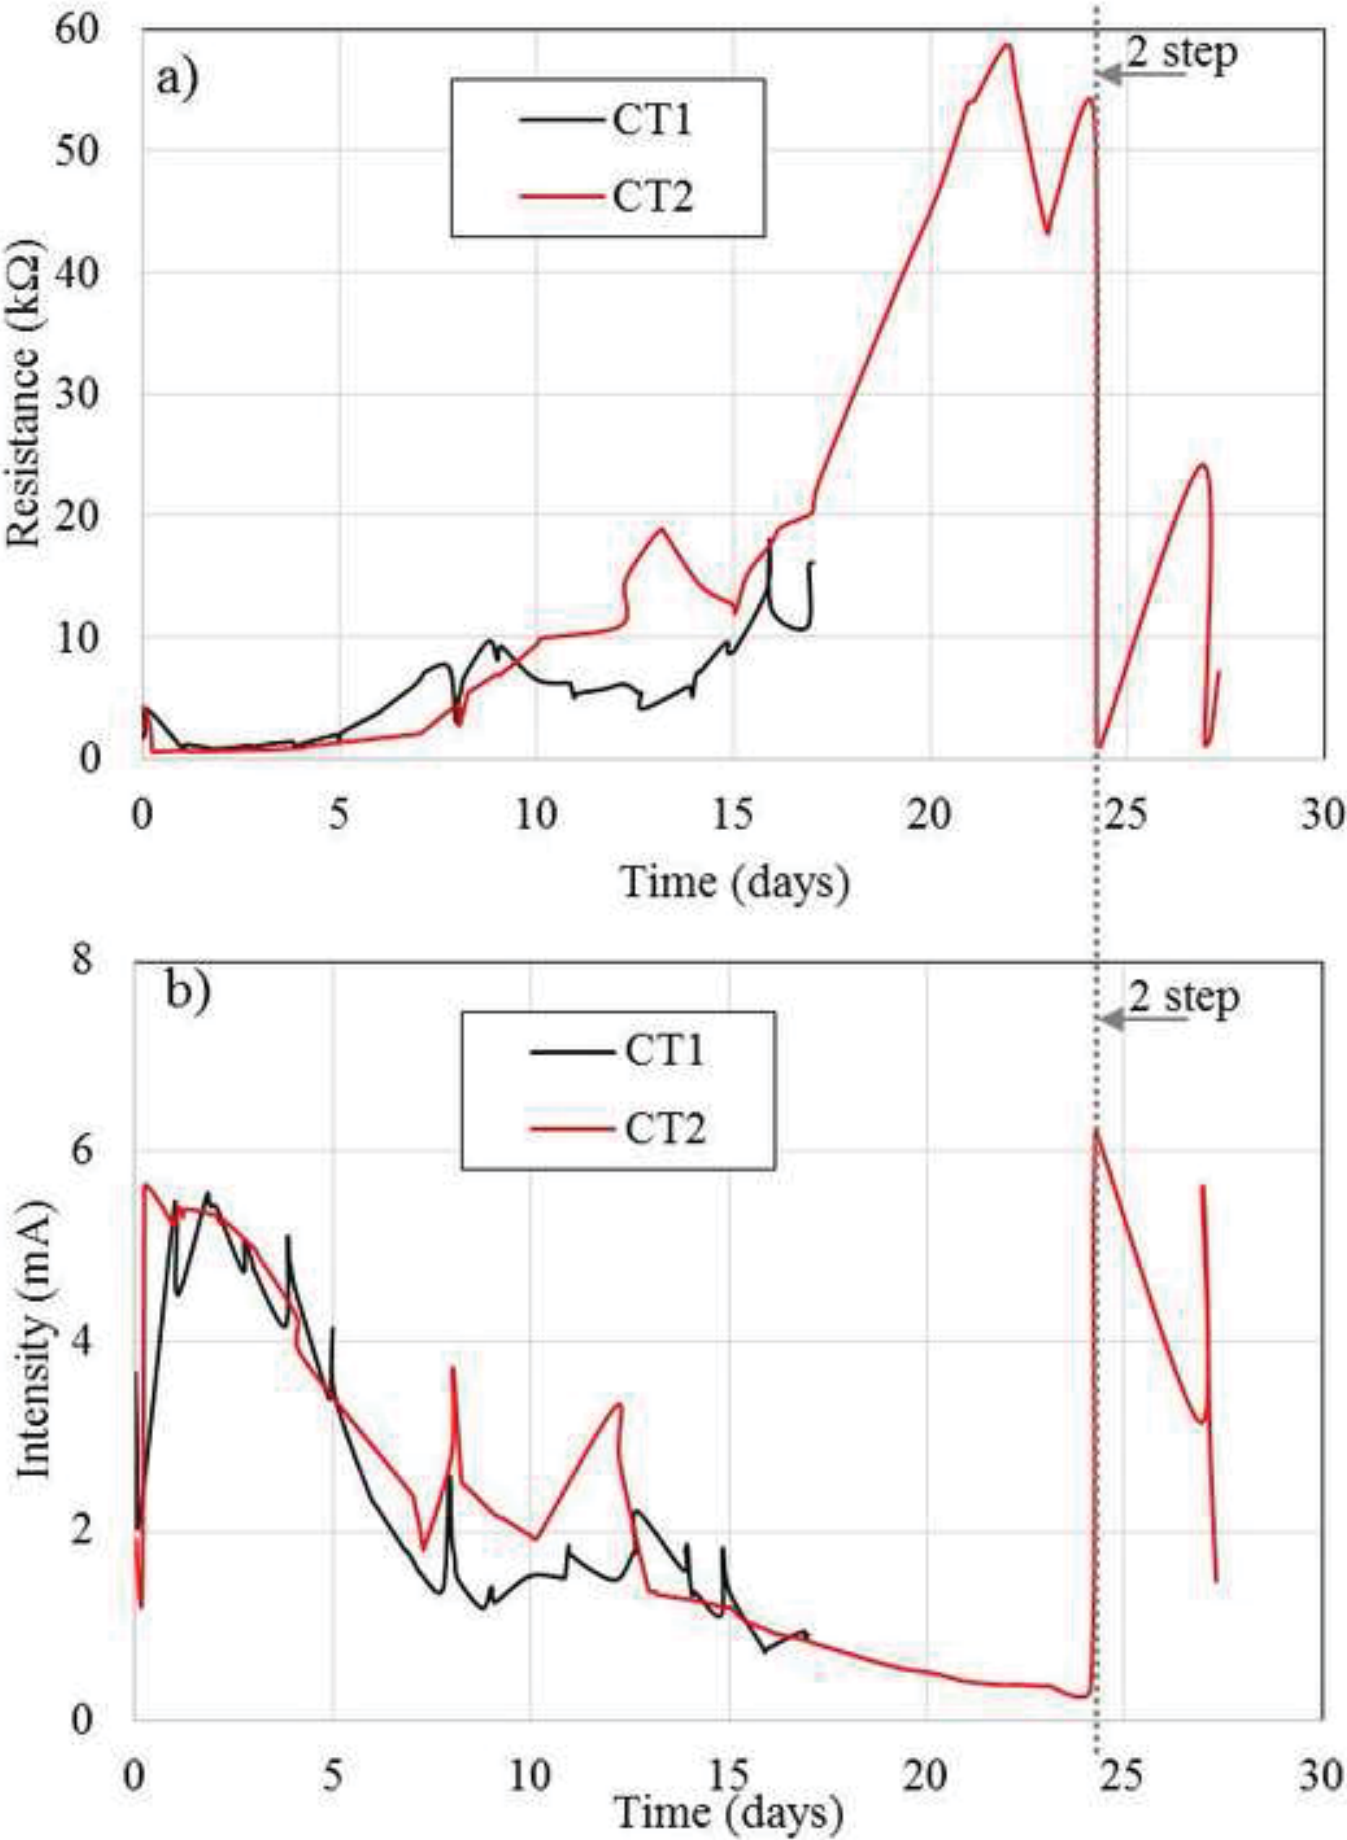 60
2 step
a)
CT1
50
CT2
40
Resistance (kΩ)
30
20
10
0
0 5 10 15 20 25 30
Time (days)
8
b)
2 step
CT1
6
CT2
Intensity (mA)
4
2
0
0 5 10 15 20 25 30
Time (days)